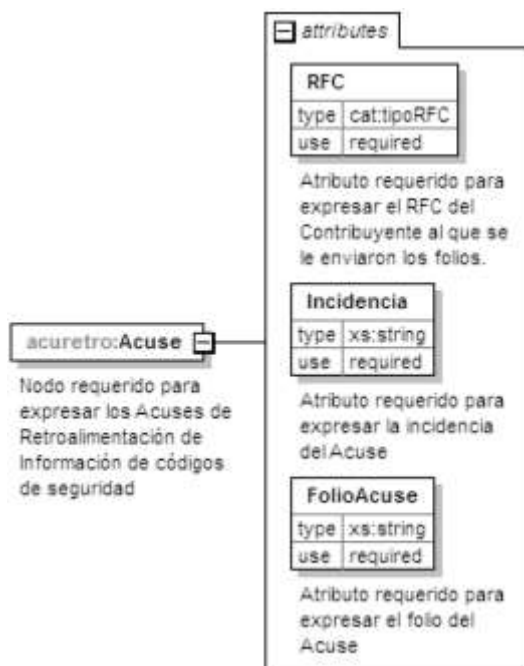 attributes
RFC
type cat:tipoRFC
use required
Atributo requerido para
expresar el RFC del
Contribuyente al que se
le enviaron los folios.
acuretro:Acuse
Nodo requerido para
expresar los Acuses de
Retroalimentación de
Información de códigos
de seguridad
Incidencia
type xs:string
use required
Atributo requerido para
expresar la incidencia
del Acuse
FolioAcuse
type xs:string
use required
Atributo requerido para
expresar el folio del
Acuse